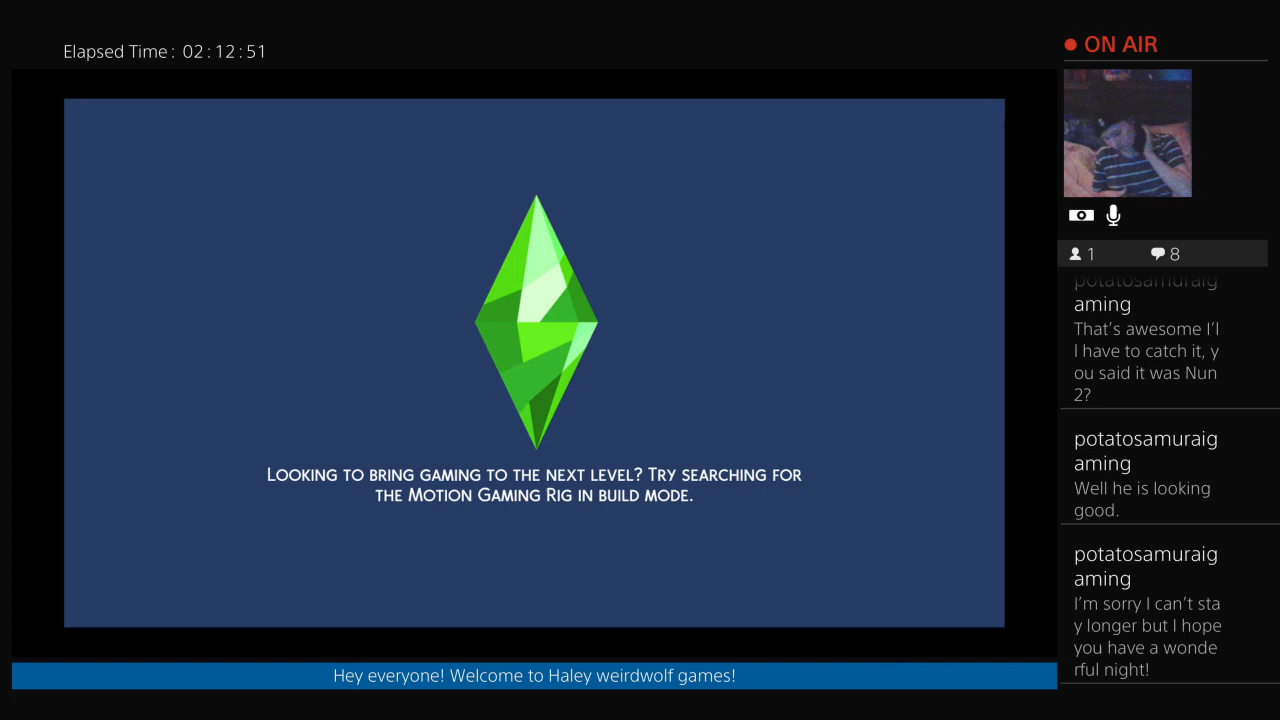 Elapsed Time : 02 : 12 : 51
ON AIR
1
8
potatosamuraig
aming
That's awesome I'l
l have to catch it, y
ou said it was Nun
2?
potatosamuraig
aming
Well he is looking
good.
potatosamuraig
aming
I'm sorry I can't sta
y longer but I hope
you have a wonde
rful night!
Looking to bring gaming to the next level? Try searching for
the Motion Gaming Rig in build mode.
Hey everyone! Welcome to Haley weirdwolf games!